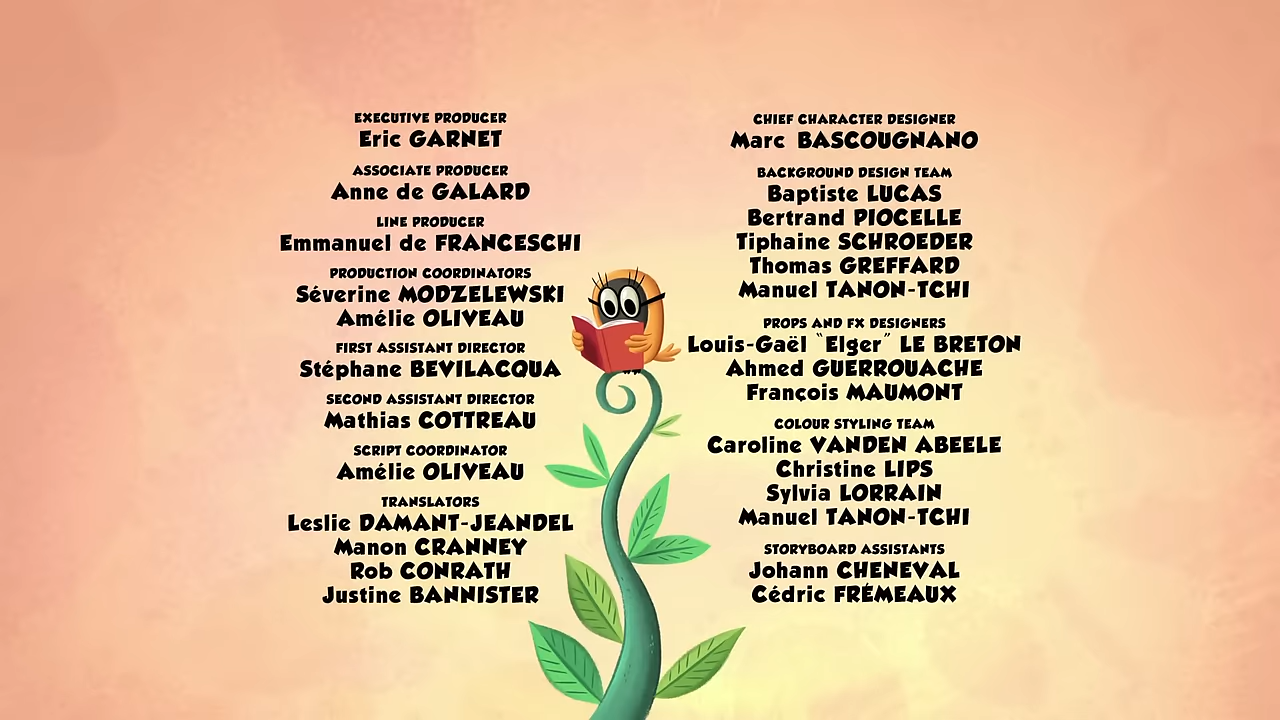 EXECUTIVE PRODUCER
Eric GARNET
ASSOCIATE PRODUCER
Anne de GALARD
LINE PRODUCER
Emmanuel de FRANCESCHI
PRODUCTION COORDINATORS
Séverine MODZELEWSKI
Amélie OLIVEAU
FIRST ASSISTANT DIRECTOR
Stéphane BEVILACQUA
SECOND ASSISTANT DIRECTOR
Mathias COTTREAU
SCRIPT COORDINATOR
Amélie OLIVEAU
TRANSLATORS
Leslie DAMANT-JEANDEL
Manon CRANNEY
Rob CONRATH
Justine BANNISTER
CHIEF CHARACTER DESIGNER
Marc BASCOUGNANO
BACKGROUND DESIGN TEAM
Baptiste LUCAS
Bertrand PIOCELLE
Tiphaine SCHROEDER
Thomas GREFFARD
Manuel TANON-TCHI
PROPS AND FX DESIGNERS
Louis-Gaël "Elger" LE BRETON
Ahmed GUERROUACHE
François MAUMONT
COLOUR STYLING TEAM
Caroline VANDEN ABEELE
Christine LIPS
Sylvia LORRAIN
Manuel TANON-TCHI
STORYBOARD ASSISTANTS
Johann CHENEVAL
Cédric FRÉMEAUX